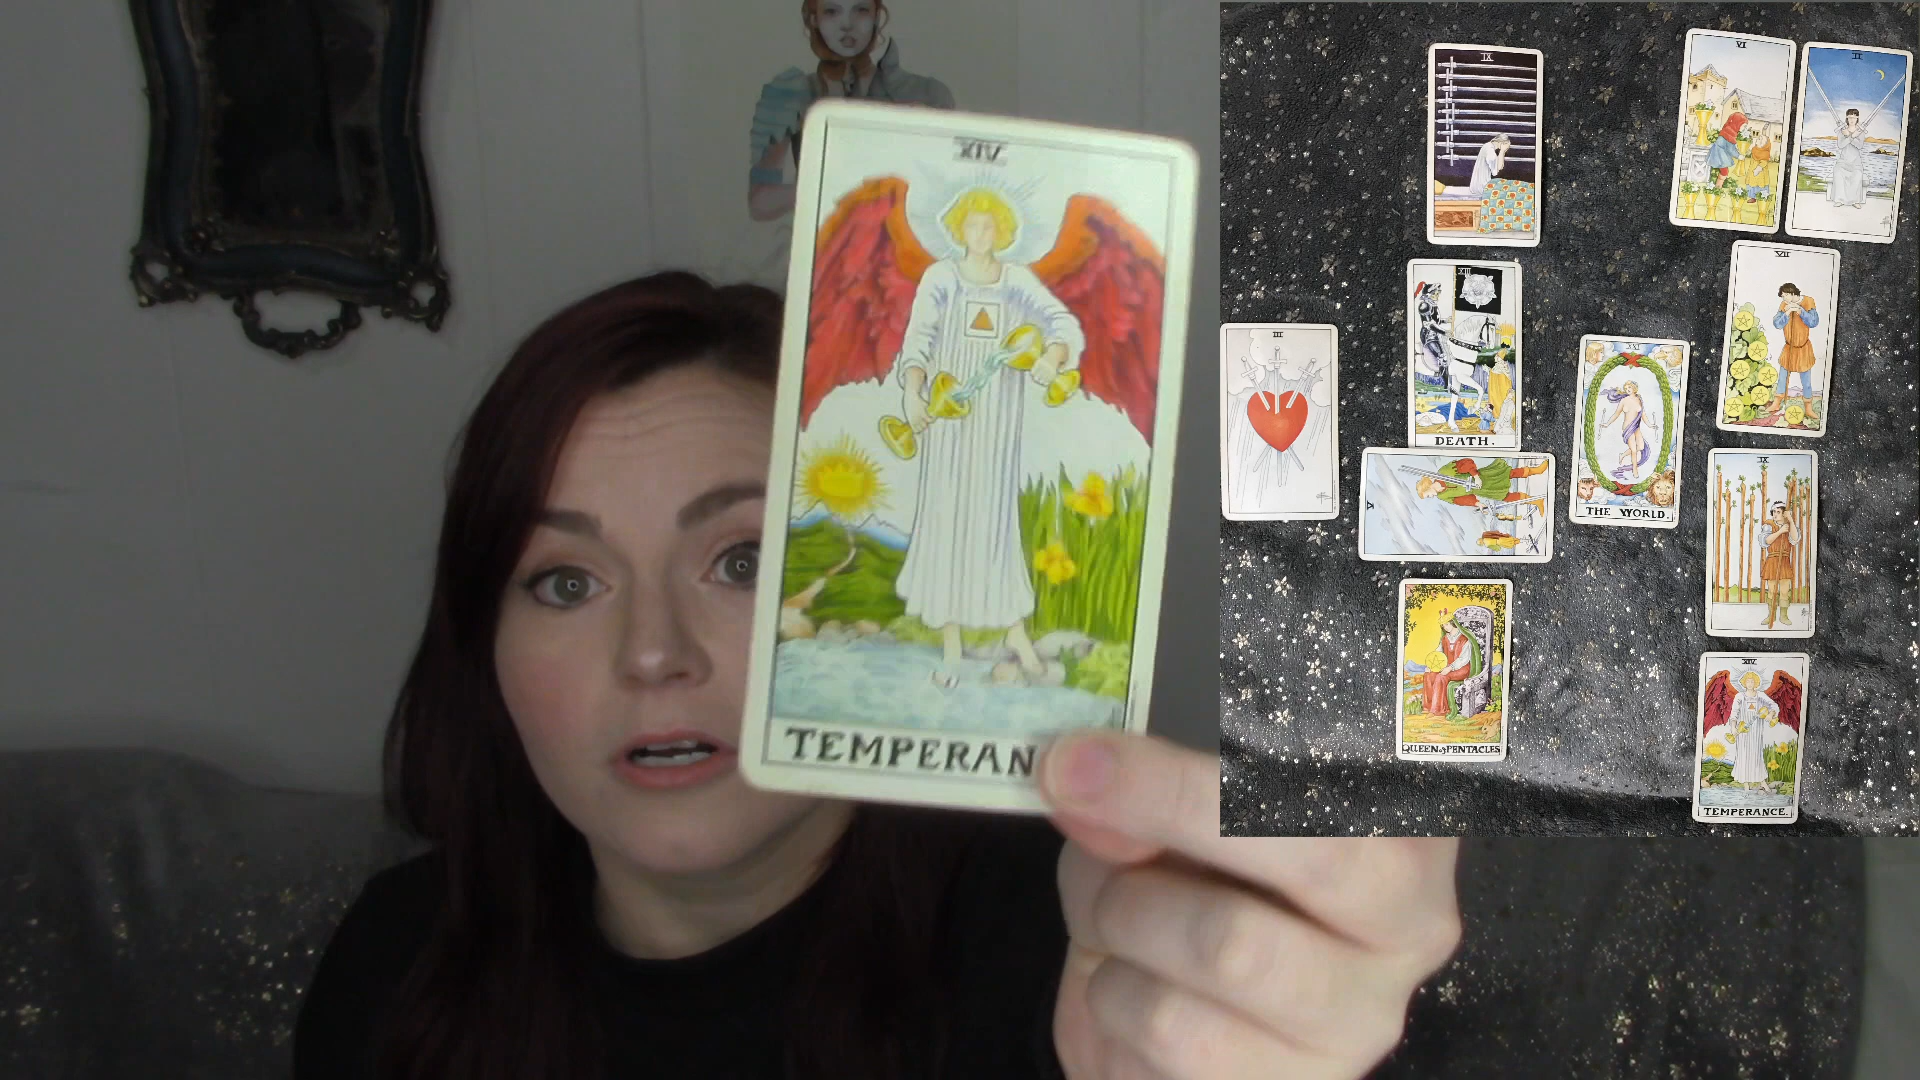 XIV
TEMPERAN
IX
VI
II
XIII
DEATH.
VII
III
XXI
THE WORLD.
IX
QUEEN of PENTACLES
XIV
TEMPERANCE.